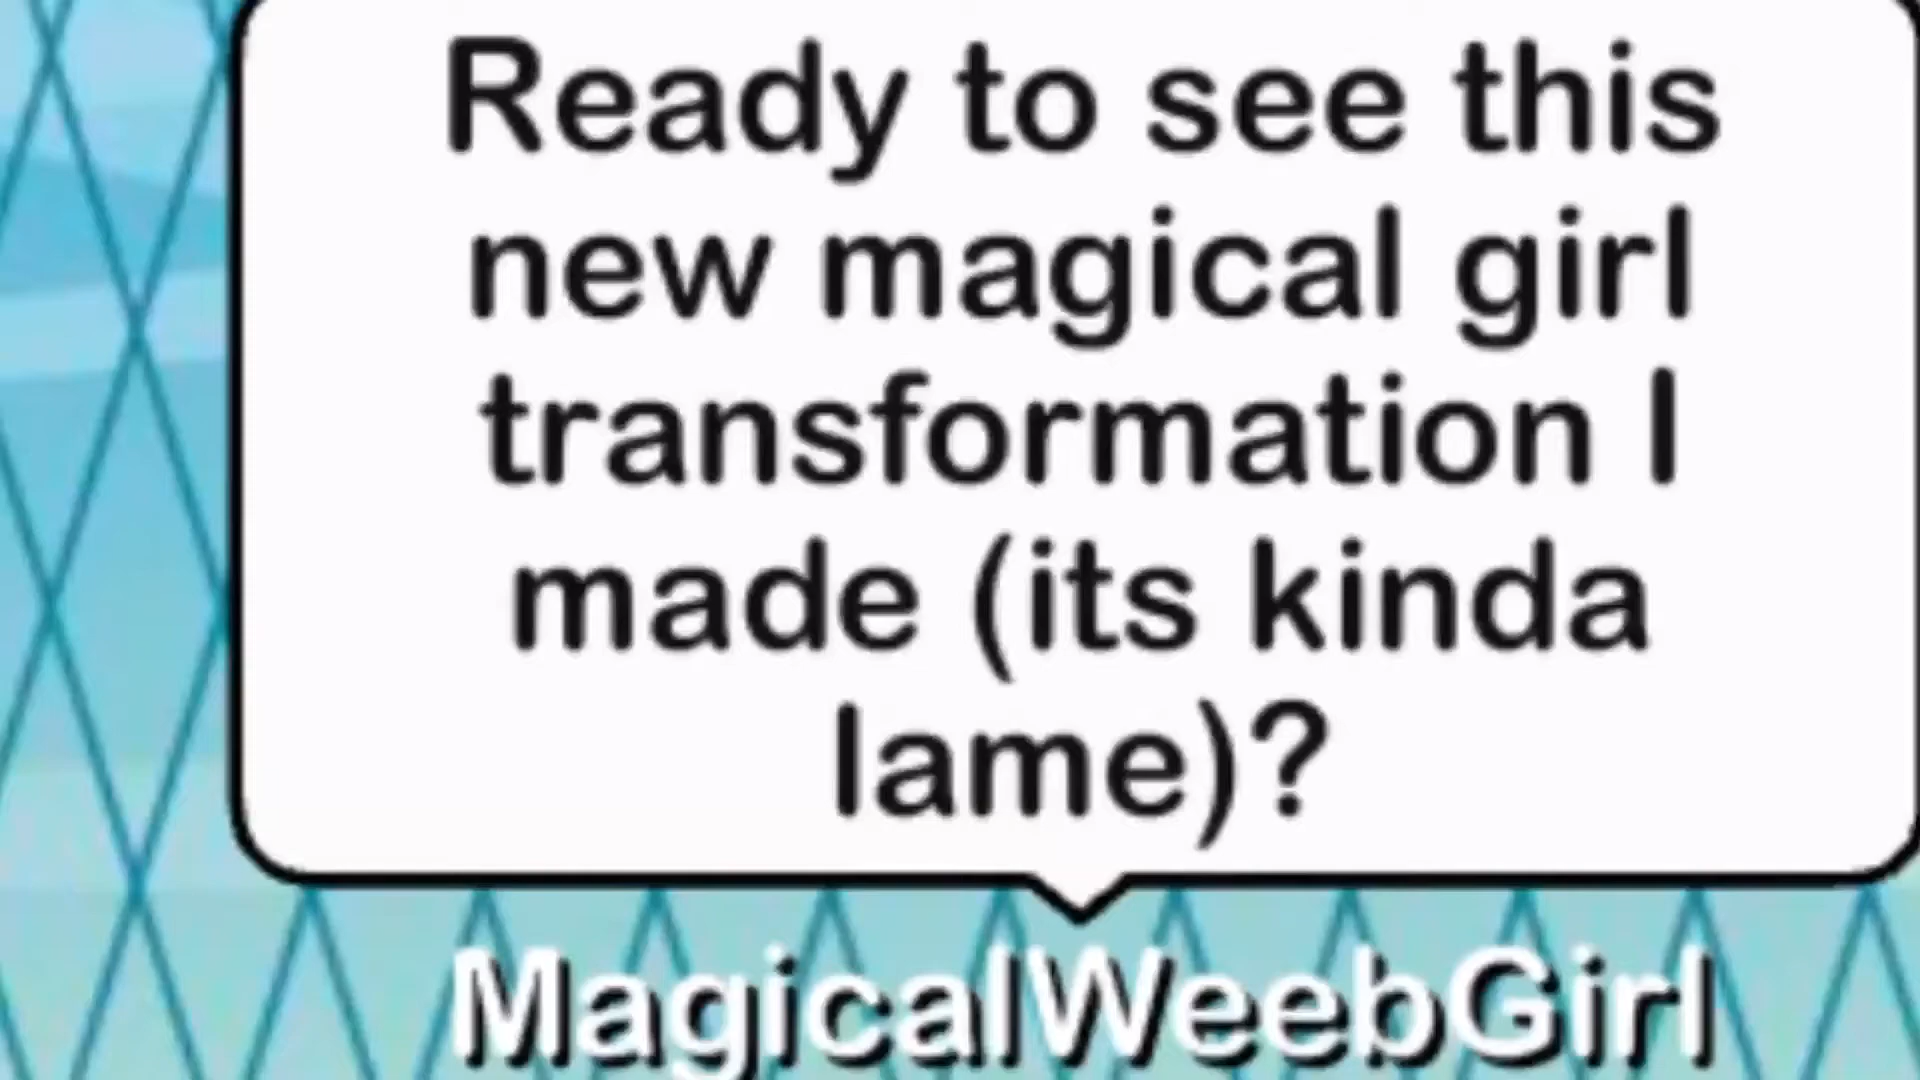 Ready to see this
new magical girl
transformation I
made (its kinda
lame)?
MagicalWeebGirl